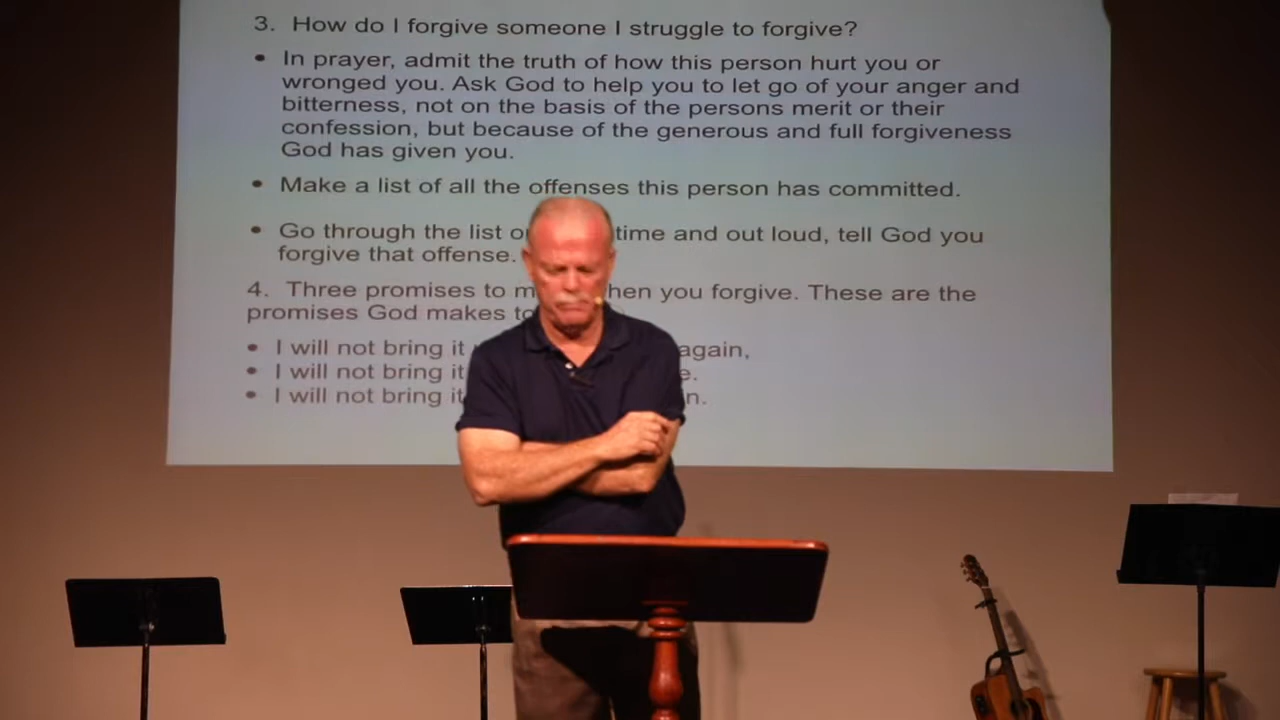 3. How do I forgive someone I struggle to forgive?
• In prayer, admit the truth of how this person hurt you or
wronged you. Ask God to help you to let go of your anger and
bitterness, not on the basis of the persons merit or their
confession, but because of the generous and full forgiveness
God has given you.
• Make a list of all the offenses this person has committed.
• Go through the list time and out loud, tell God you
forgive that offense.
4. Three promises to you forgive. These are the
promises God makes
• I will not bring it again,
• I will not bring it
• I will not bring it